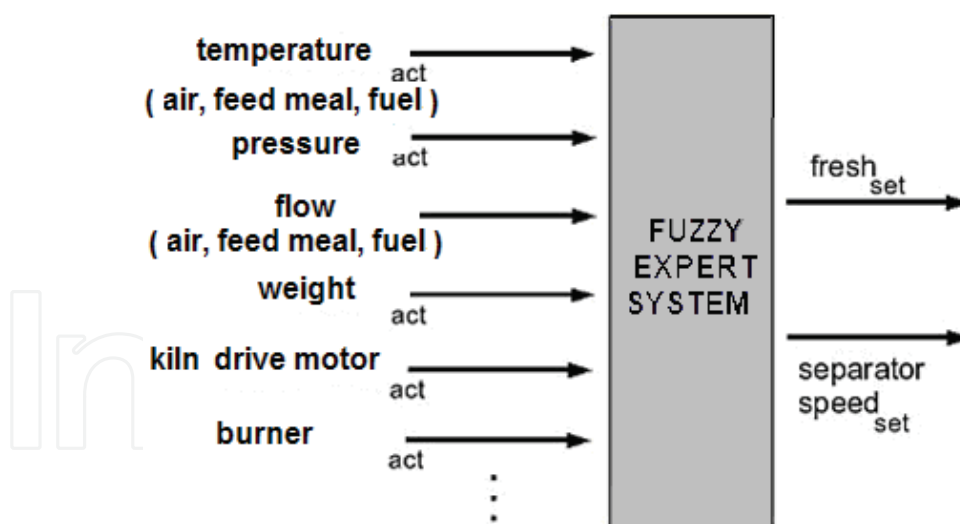 temperature act
( air, feed meal, fuel )
pressure act
flow
( air, feed meal, fuel )
weight act
kiln drive motor act
burner act
FUZZY
EXPERT
SYSTEM
fresh set
separator
speed set
In